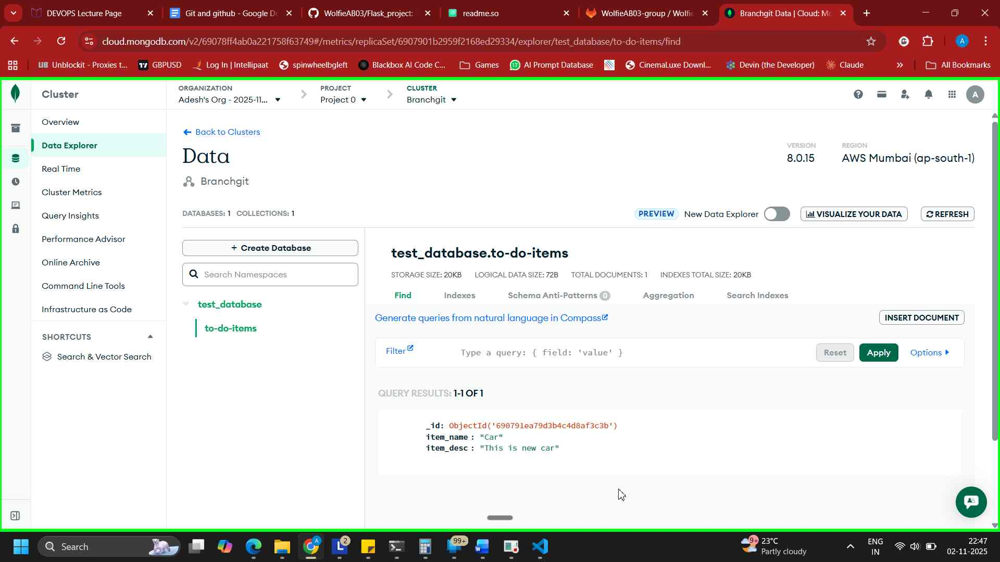 DEVOPS Lecture Page
Git and github - Google Do
WolfieAB03/Flask_project:
readme.so
WolfieAB03-group / Wolfie
Branchgit Data | Cloud: Mo
cloud.mongodb.com/v2/69078ff4ab0a221758f63749#/metrics/replicaSet/6907901b2959f2168ed29334/explorer/test_database/to-do-items/find
A
Unblockit - Proxies t...
GBPUSD
Log In | Intellipaat
spinwheelbgleft
Blackbox AI Code C...
Games
AI Prompt Database
CinemaLuxe Downl...
Devin (the Developer)
Claude
All Bookmarks
Cluster
ORGANIZATION
Adesh's Org - 2025-11...
PROJECT
Project 0
CLUSTER
Branchgit
A
Overview
Data Explorer
Real Time
Cluster Metrics
Query Insights
Performance Advisor
Online Archive
Command Line Tools
Infrastructure as Code
SHORTCUTS
Search & Vector Search
Back to Clusters
Data
Branchgit
VERSION
8.0.15
REGION
AWS Mumbai (ap-south-1)
DATABASES: 1 COLLECTIONS: 1
PREVIEW New Data Explorer
VISUALIZE YOUR DATA
REFRESH
+ Create Database
Search Namespaces
test_database
to-do-items
test_database.to-do-items
STORAGE SIZE: 20KB LOGICAL DATA SIZE: 72B TOTAL DOCUMENTS: 1 INDEXES TOTAL SIZE: 20KB
Find Indexes Schema Anti-Patterns 0 Aggregation Search Indexes
Generate queries from natural language in Compass
INSERT DOCUMENT
Filter
Type a query: { field: 'value' }
Reset
Apply
Options
QUERY RESULTS: 1-1 OF 1
_id: ObjectId('690791ea79d3b4c4d8af3c3b')
item_name : "Car"
item_desc : "This is new car"
Search
A
2
99+
9+
23°C
Partly cloudy
ENG
IN
22:47
02-11-2025